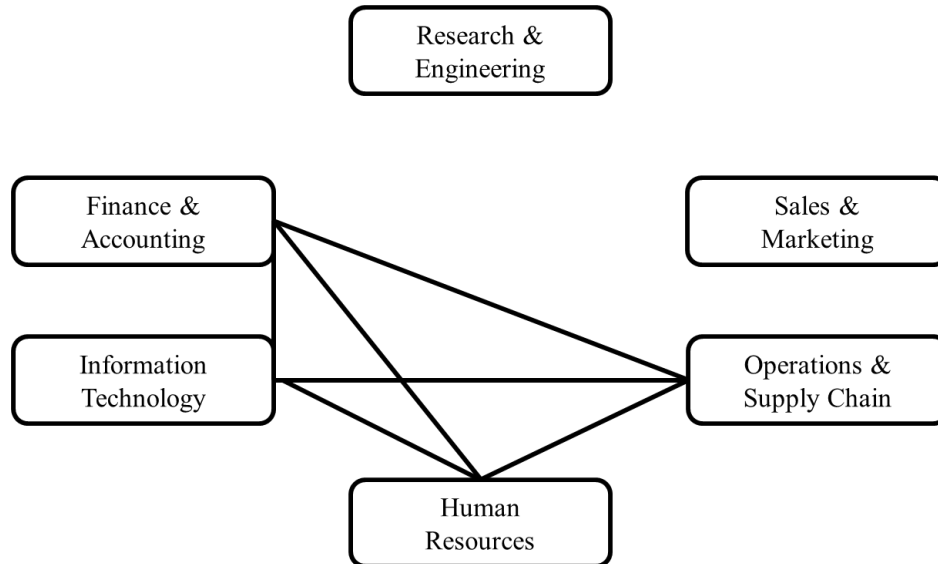 Research &
Engineering
Finance &
Accounting
Sales &
Marketing
Information
Technology
Operations &
Supply Chain
Human
Resources